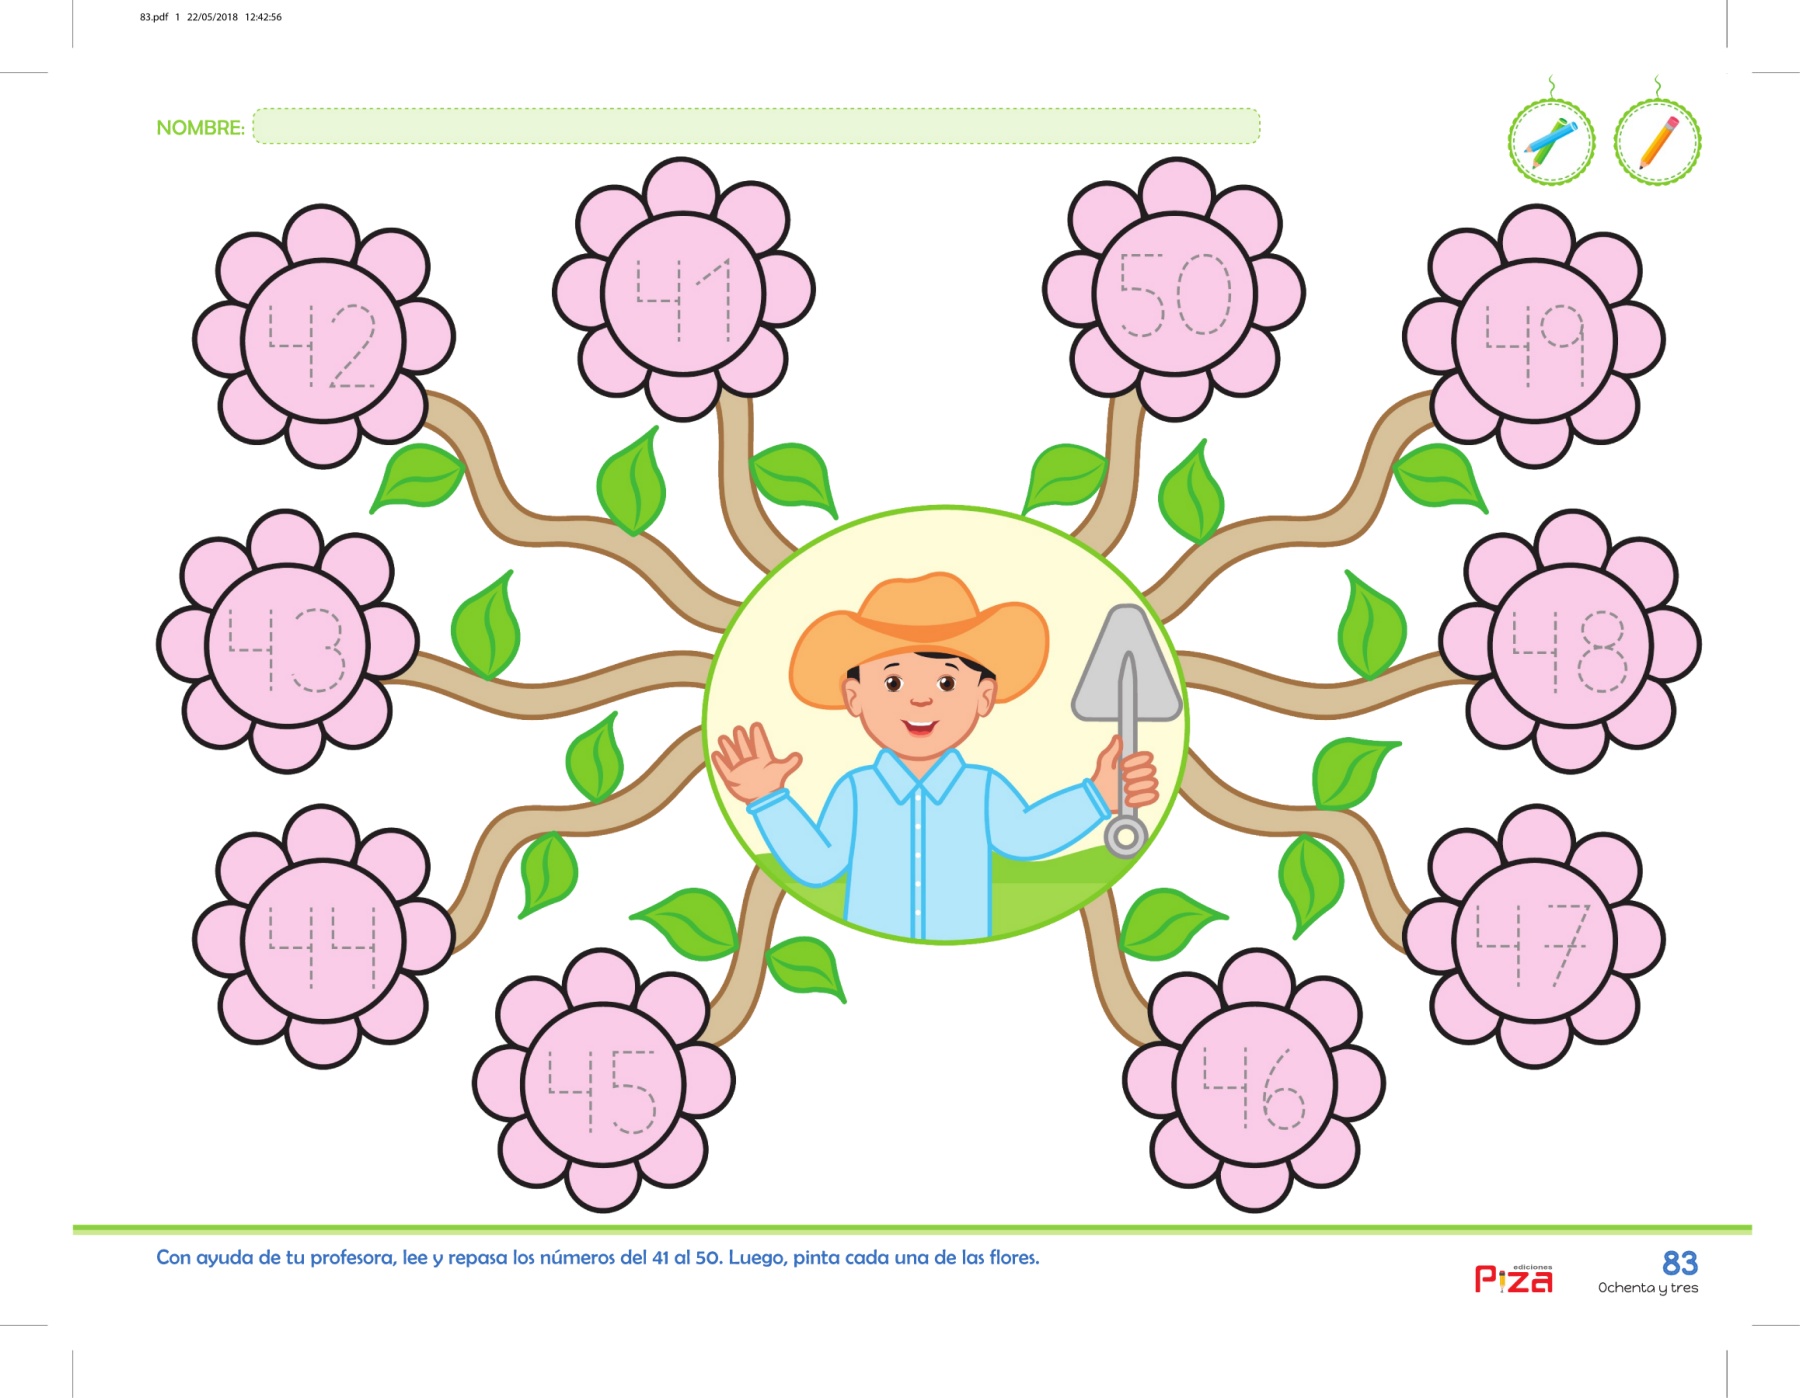 83.pdf 1 22/05/2018 12:42:56
NOMBRE:
42
41
50
49
43
48
44
47
45
46
Con ayuda de tu profesora, lee y repasa los números del 41 al 50. Luego, pinta cada una de las flores.
ediciones
Piza
83
Ochenta y tres